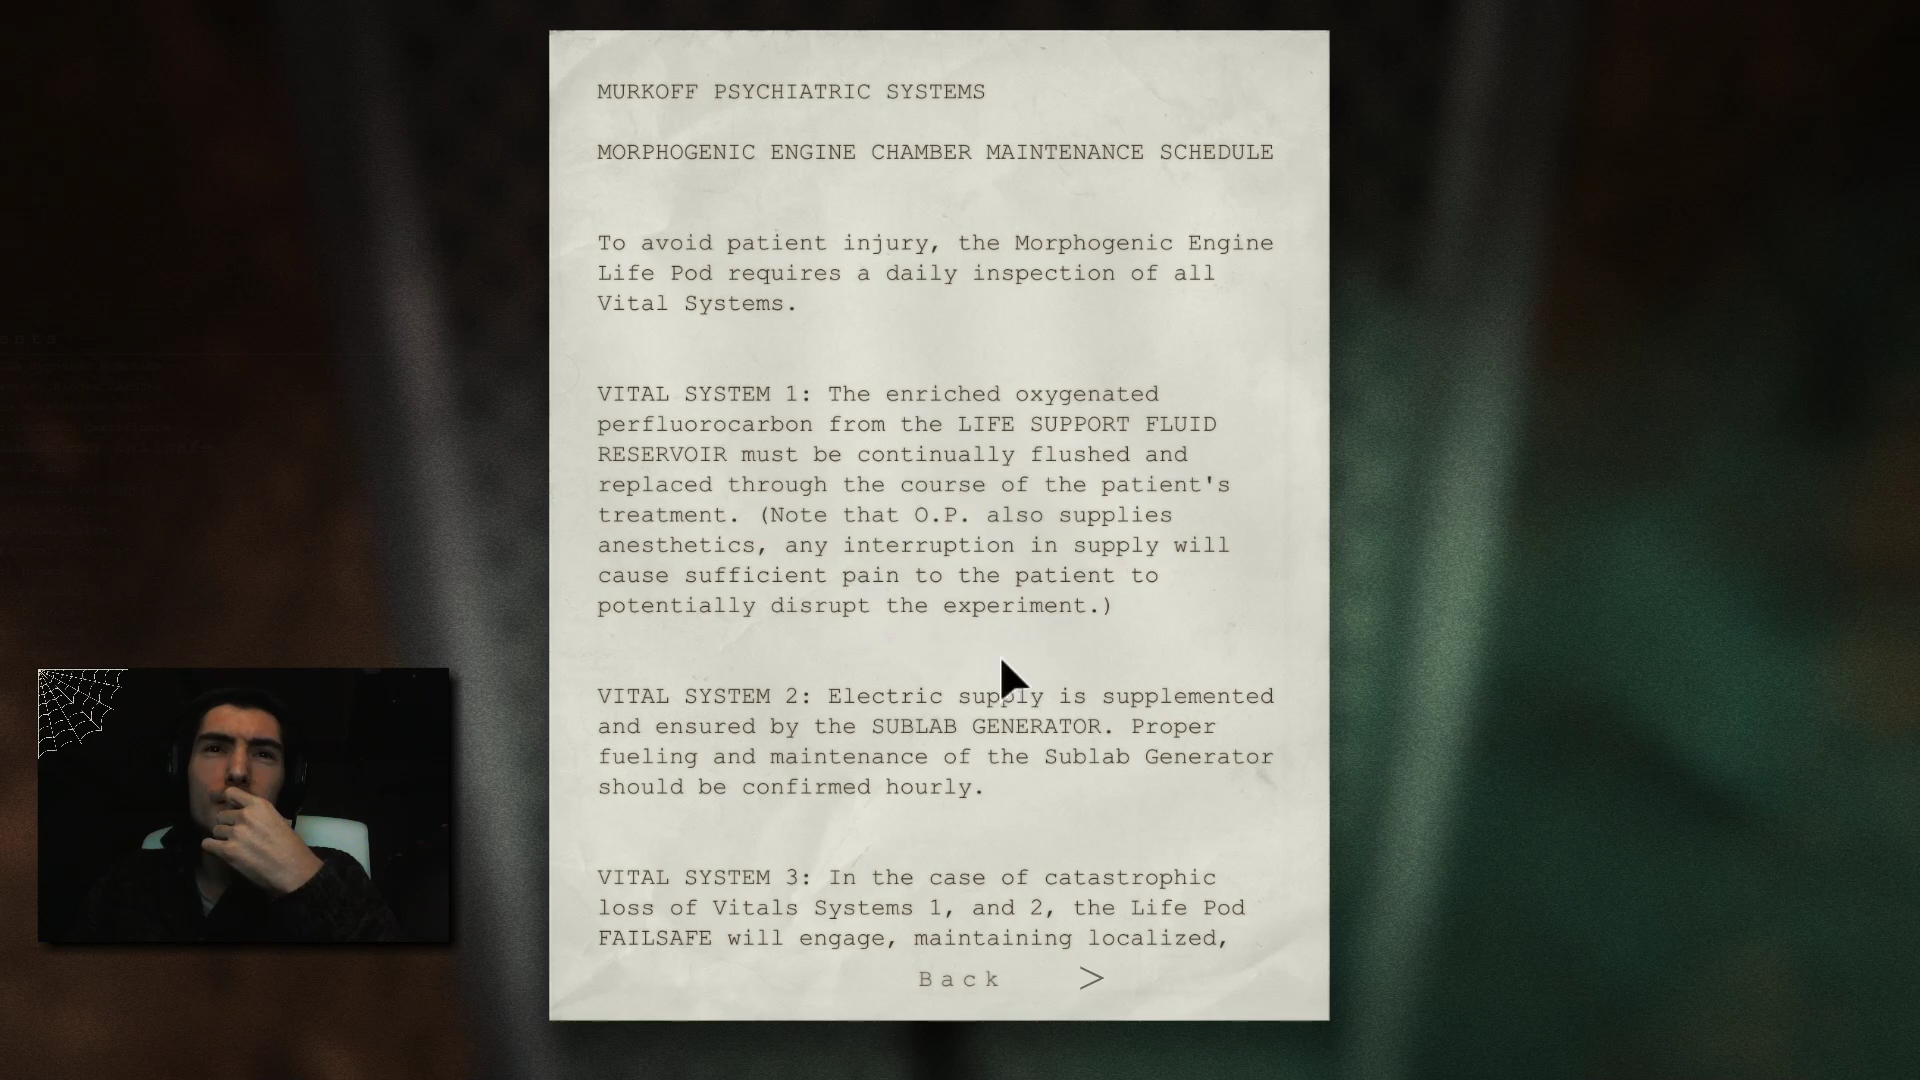 MURKOFF PSYCHIATRIC SYSTEMS
MORPHOGENIC ENGINE CHAMBER MAINTENANCE SCHEDULE
To avoid patient injury, the Morphogenic Engine
Life Pod requires a daily inspection of all
Vital Systems.
VITAL SYSTEM 1: The enriched oxygenated
perfluorocarbon from the LIFE SUPPORT FLUID
RESERVOIR must be continually flushed and
replaced through the course of the patient's
treatment. (Note that O.P. also supplies
anesthetics, any interruption in supply will
cause sufficient pain to the patient to
potentially disrupt the experiment.)
VITAL SYSTEM 2: Electric supply is supplemented
and ensured by the SUBLAB GENERATOR. Proper
fueling and maintenance of the Sublab Generator
should be confirmed hourly.
VITAL SYSTEM 3: In the case of catastrophic
loss of Vitals Systems 1, and 2, the Life Pod
FAILSAFE will engage, maintaining localized,
Back >